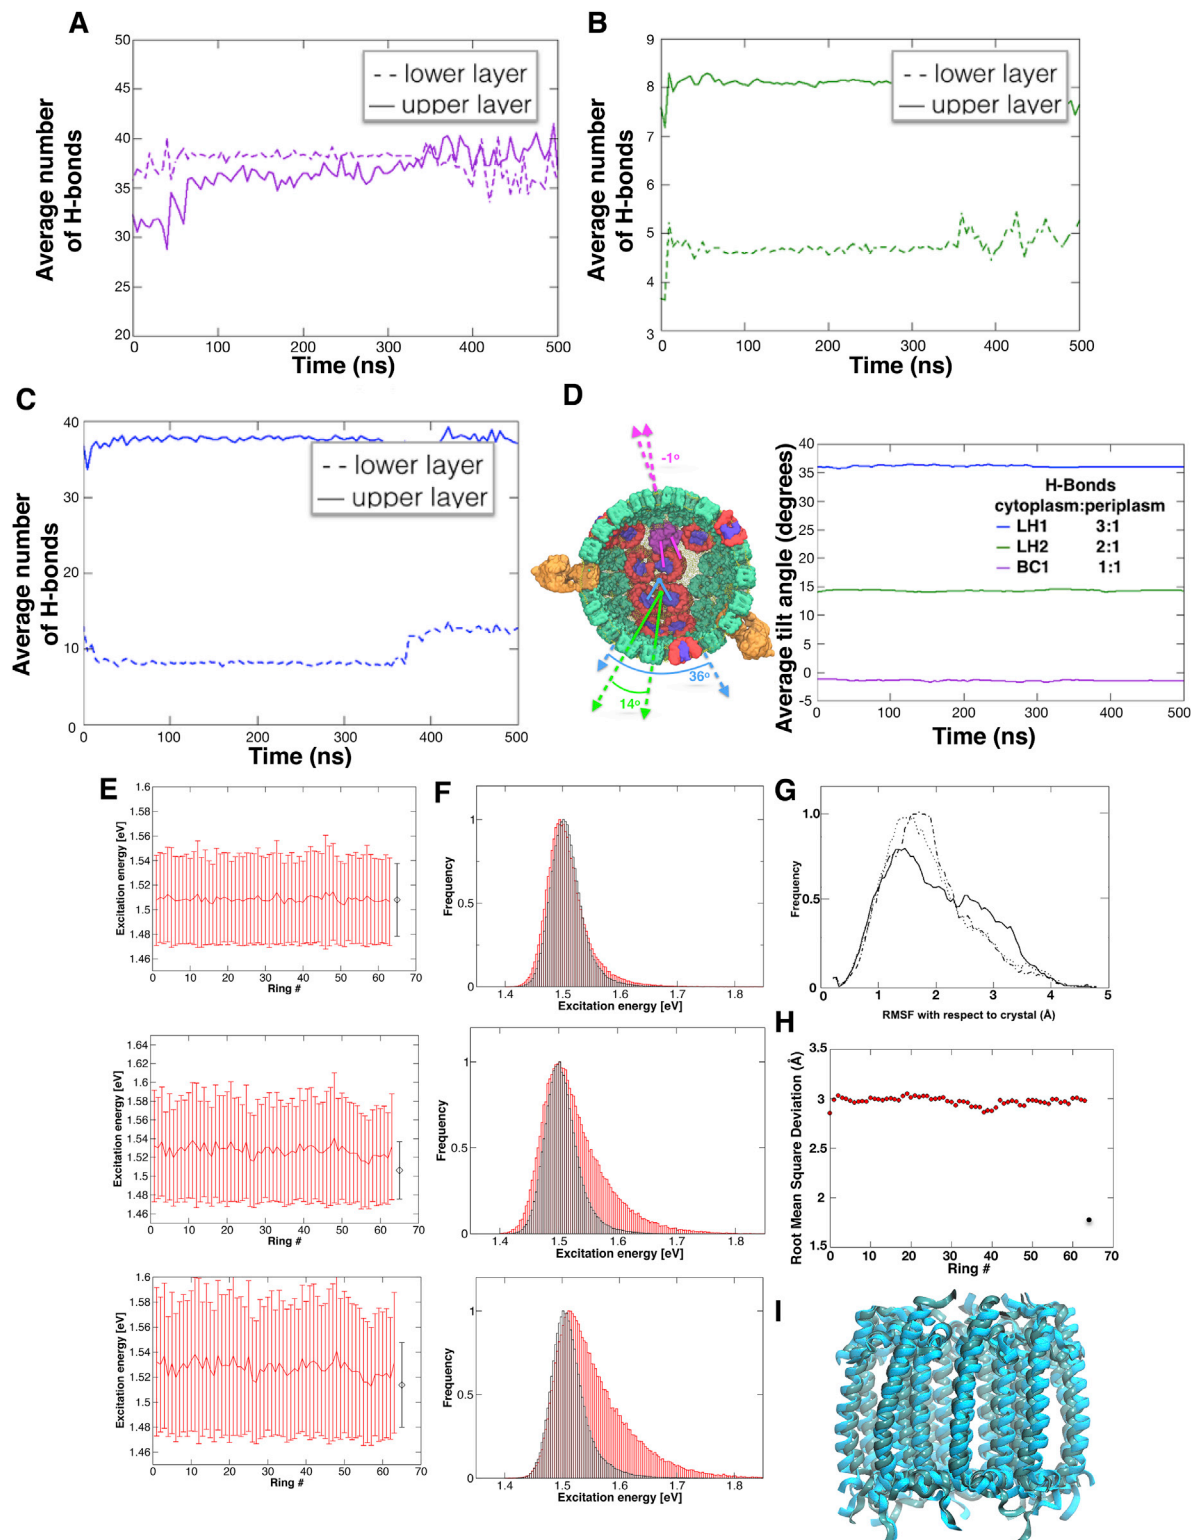 A
50
45
40
35
30
25
20
0
100
200
300
400
500
Average number
of H-bonds
Time (ns)
lower layer
upper layer
B
9
8
7
6
5
4
3
0
100
200
300
400
500
Average number
of H-bonds
Time (ns)
lower layer
upper layer
C
40
30
20
10
0
0
100
200
300
400
500
Average number
of H-bonds
Time (ns)
lower layer
upper layer
D
-1°
36°
14°
40
35
30
25
20
15
10
5
0
-5
0
100
200
300
400
500
Average tilt angle (degrees)
Time (ns)
H-Bonds
cytoplasm:periplasm
LH1 3:1
LH2 2:1
BC1 1:1
E
1.6
1.58
1.56
1.54
1.52
1.5
1.48
1.46
0 10 20 30 40 50 60 70
Excitation energy [eV]
Ring #
1.64
1.62
1.6
1.58
1.56
1.54
1.52
1.5
1.48
1.46
0 10 20 30 40 50 60 70
Excitation energy [eV]
Ring #
1.6
1.58
1.56
1.54
1.52
1.5
1.48
1.46
0 10 20 30 40 50 60 70
Excitation energy [eV]
Ring #
F
1
0.5
0
1.4 1.5 1.6 1.7 1.8
Frequency
Excitation energy [eV]
1
0.5
0
1.4 1.5 1.6 1.7 1.8
Frequency
Excitation energy [eV]
1
0.5
0
1.4 1.5 1.6 1.7 1.8
Frequency
Excitation energy [eV]
G
1.0
0.5
0
0 1 2 3 4 5
Frequency
RMSF with respect to crystal (Å)
H
3.5
3
2.5
2
1.5
0 10 20 30 40 50 60 70
Root Mean Square Deviation (Å)
Ring #
I